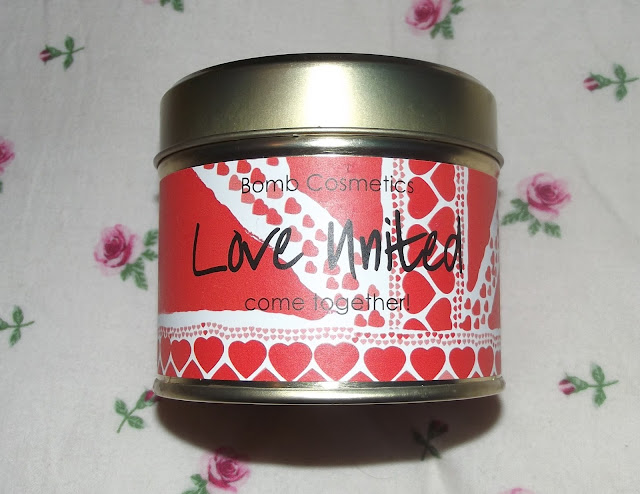 Bomb Cosmetics
Love United
come together!